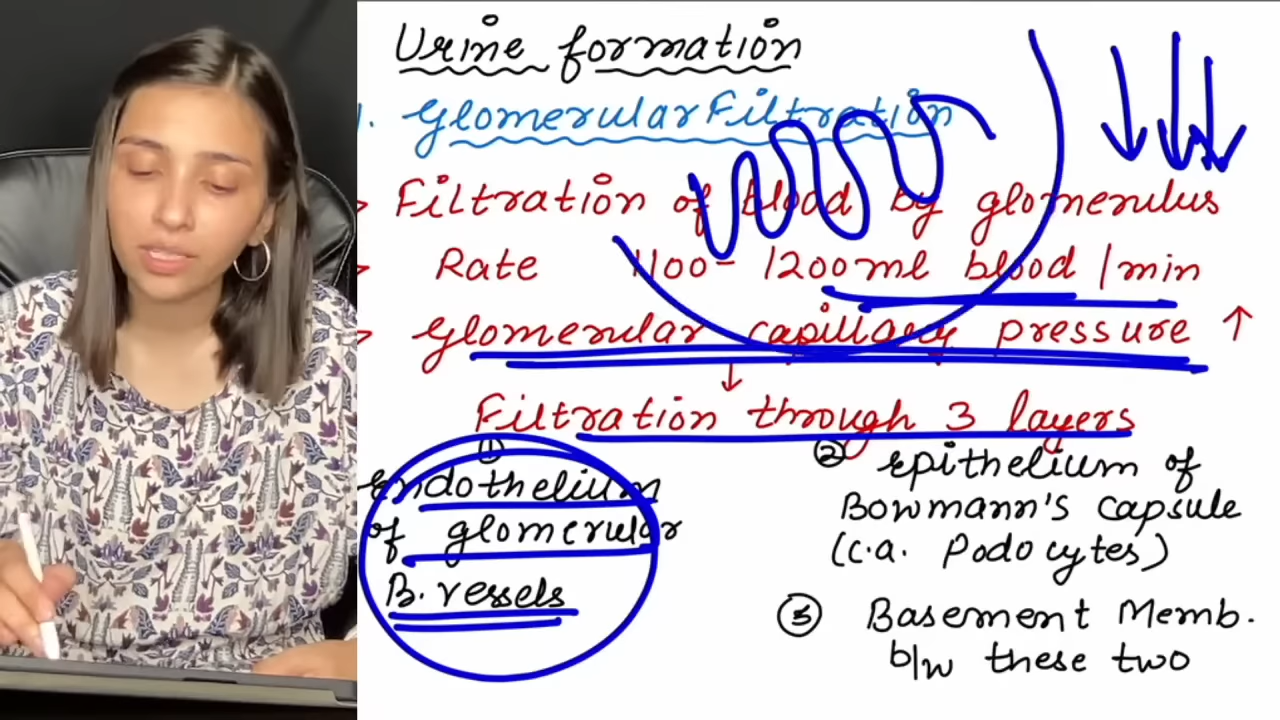 Urine formation
1. Glomerular Filtration
> Filtration of blood by glomerulus
> Rate 1100- 1200ml blood / min
> Glomerular capillary pressure ↑
↓
Filtration through 3 layers
① Endothelium of glomerular B. vessels
② epithelium of
Bowmann's capsule
(c.a. Podocytes)
③ Basement Memb.
b/w these two